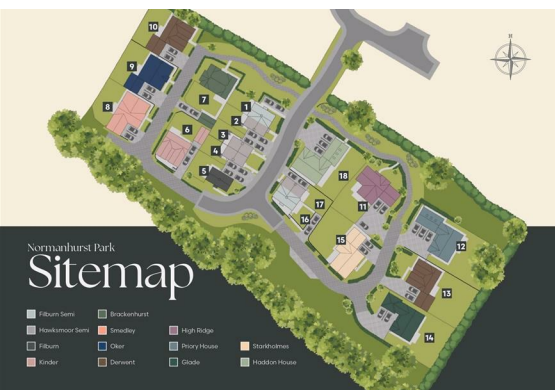 N
10
9
8
7
6
1
2
3
4
5
18
11
17
16
15
12
13
14
Normanhurst Park
Sitemap
Filburn Semi
Brackenhurst
Hawksmoor Semi
Smedley
High Ridge
Filburn
Oker
Priory House
Starkholmes
Kinder
Derwent
Glade
Haddon House